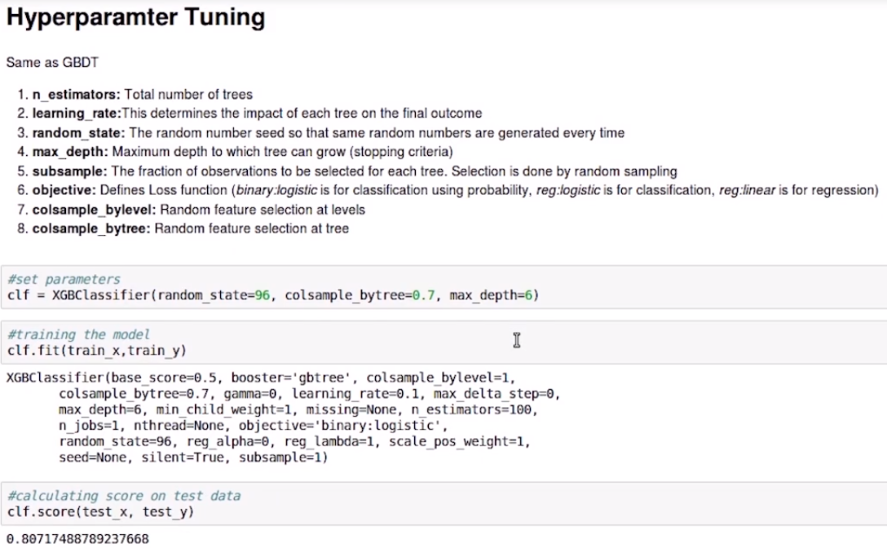 Hyperparamter Tuning
Same as GBDT
1. n_estimators: Total number of trees
2. learning_rate:This determines the impact of each tree on the final outcome
3. random_state: The random number seed so that same random numbers are generated every time
4. max_depth: Maximum depth to which tree can grow (stopping criteria)
5. subsample: The fraction of observations to be selected for each tree. Selection is done by random sampling
6. objective: Defines Loss function (binary:logistic is for classification using probability, reg:logistic is for classification, reg:linear is for regression)
7. colsample_bylevel: Random feature selection at levels
8. colsample_bytree: Random feature selection at tree
#set parameters
clf = XGBClassifier(random_state=96, colsample_bytree=0.7, max_depth=6)
#training the model
clf.fit(train_x,train_y)
XGBClassifier(base_score=0.5, booster='gbtree', colsample_bylevel=1,
colsample_bytree=0.7, gamma=0, learning_rate=0.1, max_delta_step=0,
max_depth=6, min_child_weight=1, missing=None, n_estimators=100,
n_jobs=1, nthread=None, objective='binary:logistic',
random_state=96, reg_alpha=0, reg_lambda=1, scale_pos_weight=1,
seed=None, silent=True, subsample=1)
#calculating score on test data
clf.score(test_x, test_y)
0.80717488789237668